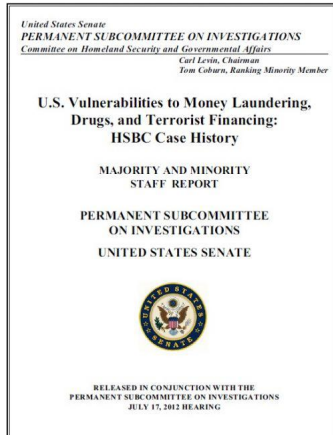 United States Senate
PERMANENT SUBCOMMITTEE ON INVESTIGATIONS
Committee on Homeland Security and Governmental Affairs
Carl Levin, Chairman
Tom Coburn, Ranking Minority Member
U.S. Vulnerabilities to Money Laundering,
Drugs, and Terrorist Financing:
HSBC Case History
MAJORITY AND MINORITY
STAFF REPORT
PERMANENT SUBCOMMITTEE
ON INVESTIGATIONS
UNITED STATES SENATE
UNITED STATES
SENATE
RELEASED IN CONJUNCTION WITH THE
PERMANENT SUBCOMMITTEE ON INVESTIGATIONS
JULY 17, 2012 HEARING